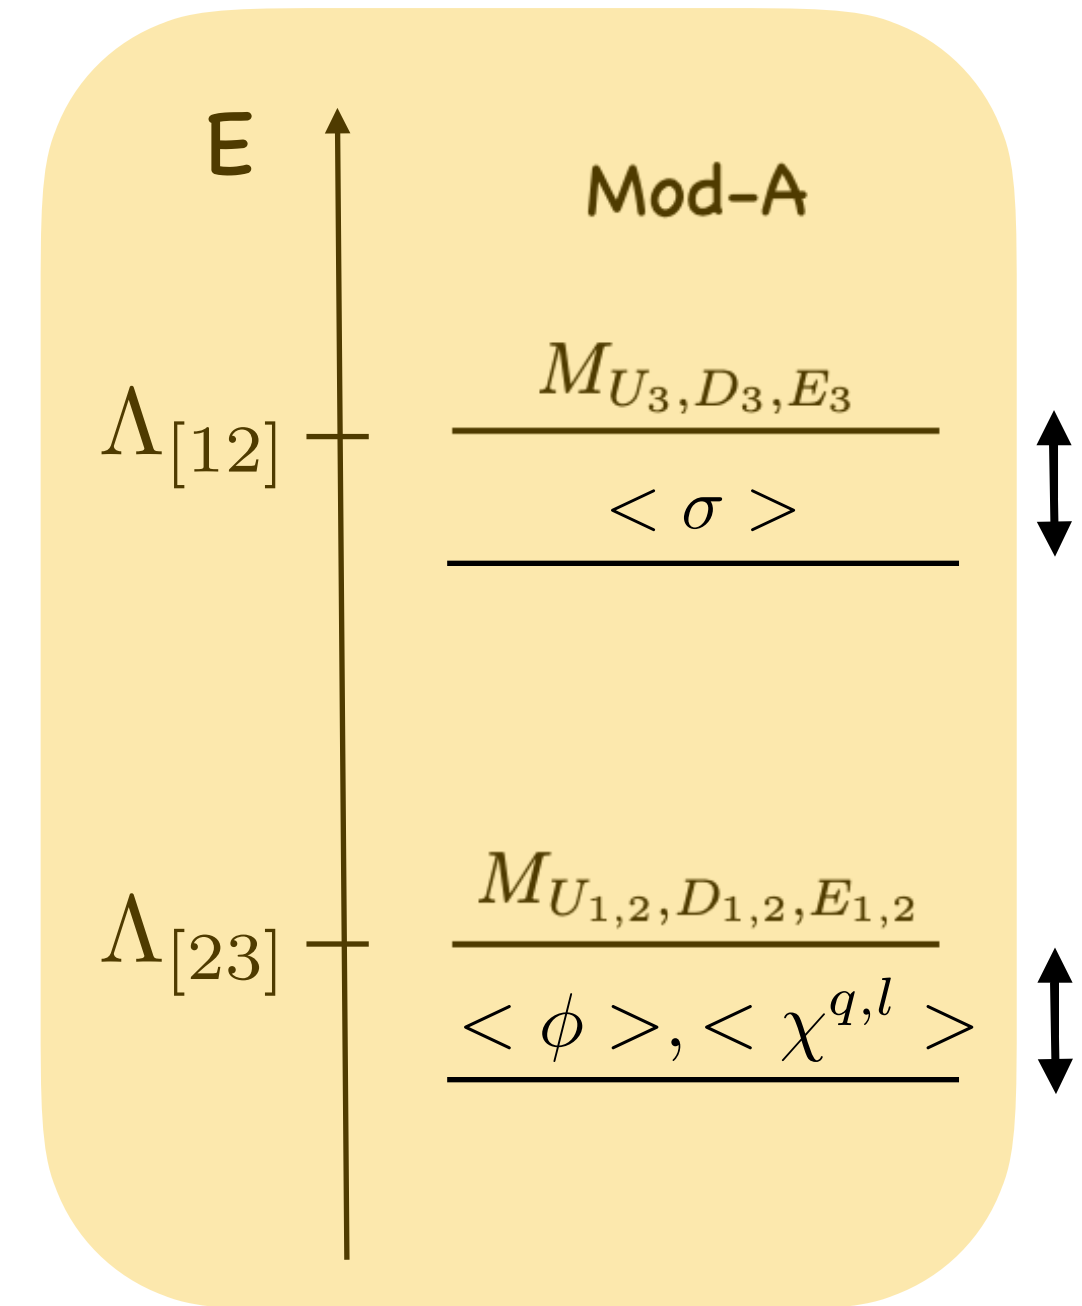 E
Mod-A
M_{U_3,D_3,E_3}
Λ_{[12]}
< σ >
M_{U_{1,2},D_{1,2},E_{1,2}}
Λ_{[23]}
< ϕ >, < χ^{q,l} >